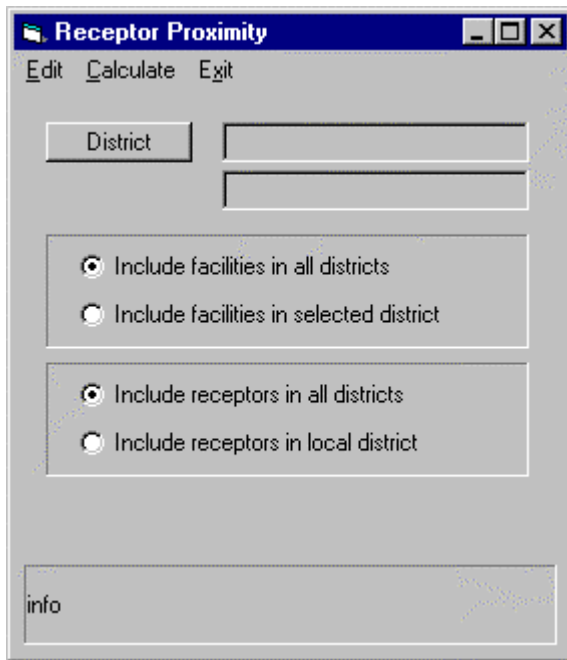 Receptor Proximity
Edit Calculate Exit
District
Include facilities in all districts
Include facilities in selected district
Include receptors in all districts
Include receptors in local district
info